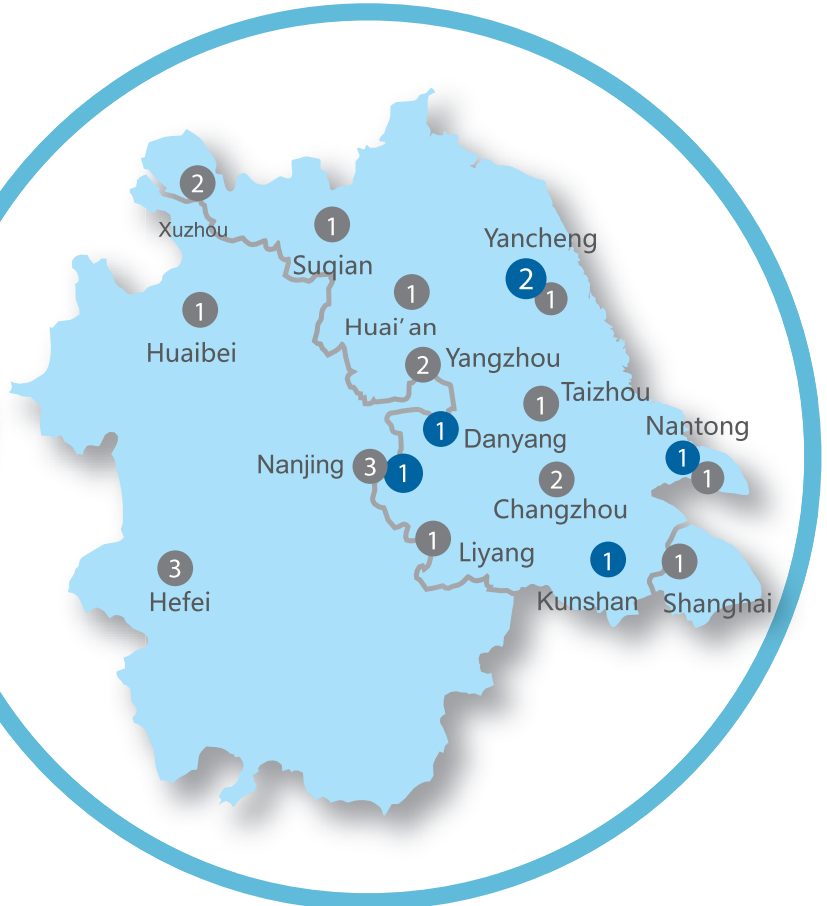 2
Xuzhou
1
Suqian
Yancheng
2
1
1
Huai’an
1
Huaibei
2 Yangzhou
1 Taizhou
1 Danyang
Nantong
1
1
Nanjing 3 1
2
Changzhou
1 Liyang
3
Hefei
1
Kunshan
1
Shanghai